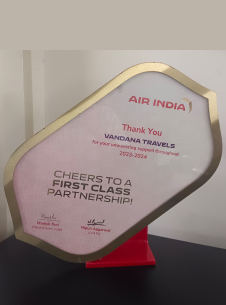 AIR INDIA
Thank You
VANDANA TRAVELS
for your unwavering support throughout
2023-2024
CHEERS TO A
FIRST CLASS
PARTNERSHIP!